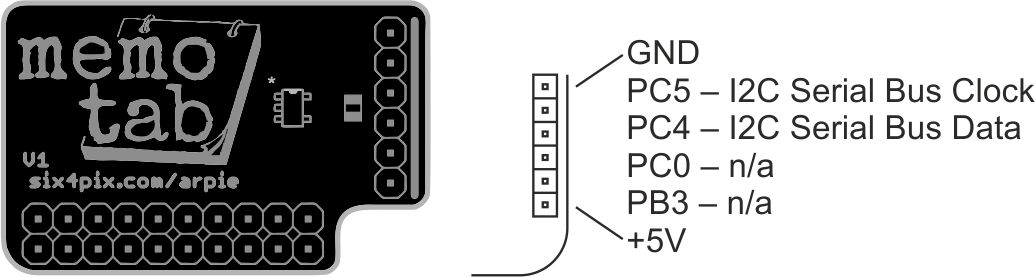 memo
tab
*
V1
six4pix.com/arpie
GND
PC5 – I2C Serial Bus Clock
PC4 – I2C Serial Bus Data
PC0 – n/a
PB3 – n/a
+5V